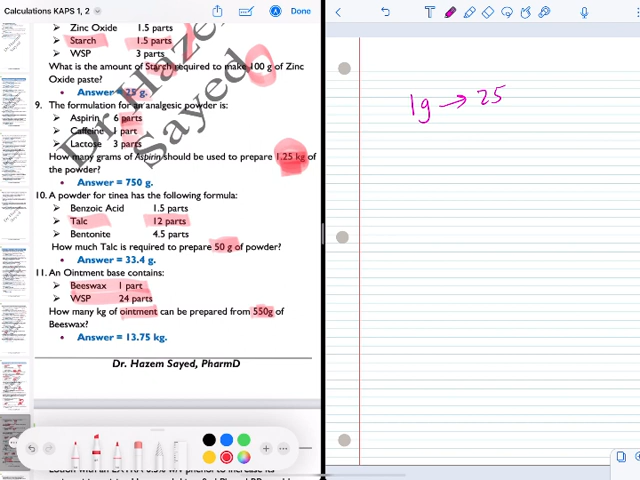 Calculations KAPS 1, 2
Done
Zinc Oxide 1.5 parts
Starch 1.5 parts
WSP 3 parts
What is the amount of Starch required to make 100 g of Zinc
Oxide paste?
Answer = 25 g.
9. The formulation for an analgesic powder is:
Aspirin 6 parts
Caffeine 1 part
Lactose 3 parts
How many grams of Aspirin should be used to prepare 1.25 kg of
the powder?
Answer = 750 g.
10. A powder for tinea has the following formula:
Benzoic Acid 1.5 parts
Talc 12 parts
Bentonite 4.5 parts
How much Talc is required to prepare 50 g of powder?
Answer = 33.4 g.
11. An Ointment base contains:
Beeswax 1 part
WSP 24 parts
How many kg of ointment can be prepared from 550g of
Beeswax?
Answer = 13.75 kg.
Dr. Hazem Sayed, PharmD
Dr. Hazem
Sayed
1g → 25